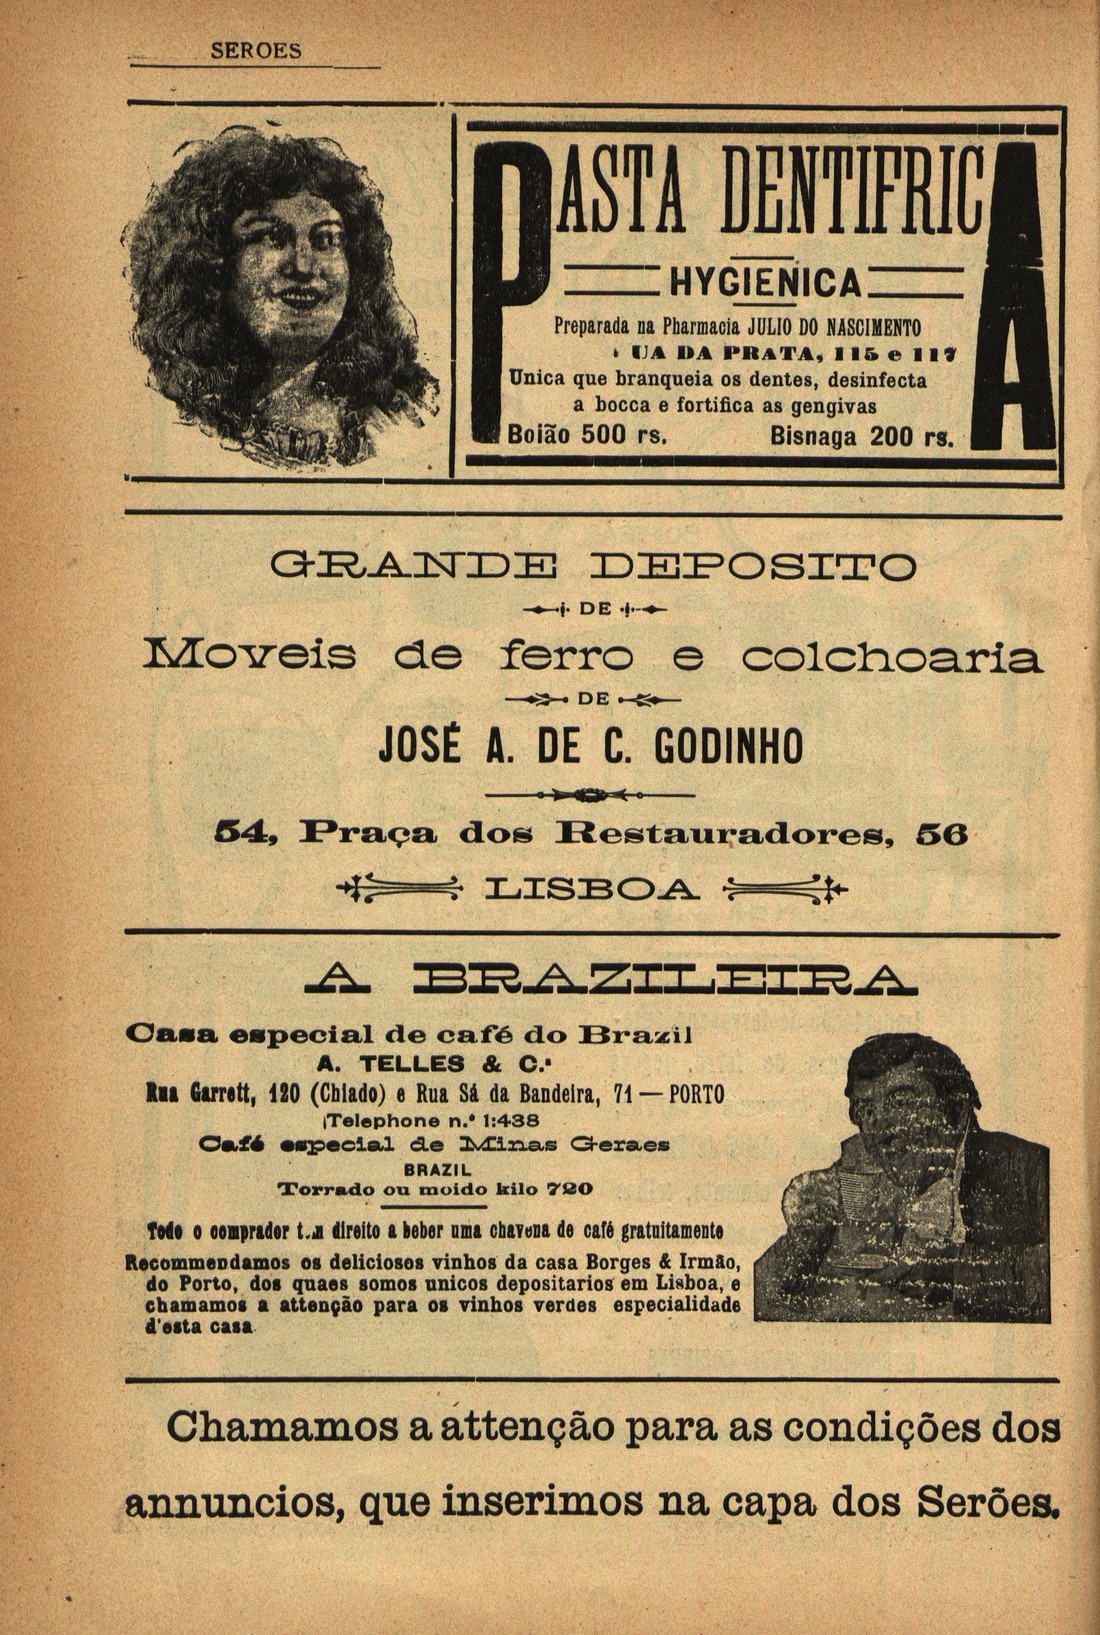 SEROES
PASTA DENTIFRICA
HYGIENICA
Preparada na Pharmacia JULIO DO NASCIMENTO
UA DA PRATA, 115 e 117
Unica que branqueia os dentes, desinfecta
a bocca e fortifica as gengivas
Boião 500 rs. Bisnaga 200 rs.
GRANDE DEPOSITO
DE
Moveis de ferro e colchoaria
DE
JOSÉ A. DE C. GODINHO
54, Praça dos Restauradores, 56
LISBOA
A BRAZILEIRA
Casa especial de café do Brazil
A. TELLES & C.ª
Rua Garrett, 120 (Chiado) e Rua Sá da Bandeira, 71 — PORTO
Telephone n.º 1:438
Café especial de Minas Geraes
BRAZIL
Torrado ou moido kilo 720
Todo o comprador direito a beber uma chavena de café gratuitamente
Recommendamos os deliciosos vinhos da casa Borges & Irmão,
do Porto, dos quaes somos unicos depositarios em Lisboa, e
chamamos a attenção para os vinhos verdes especialidade
d'esta casa
Chamamos a attenção para as condições dos
annuncios, que inserimos na capa dos Serões.